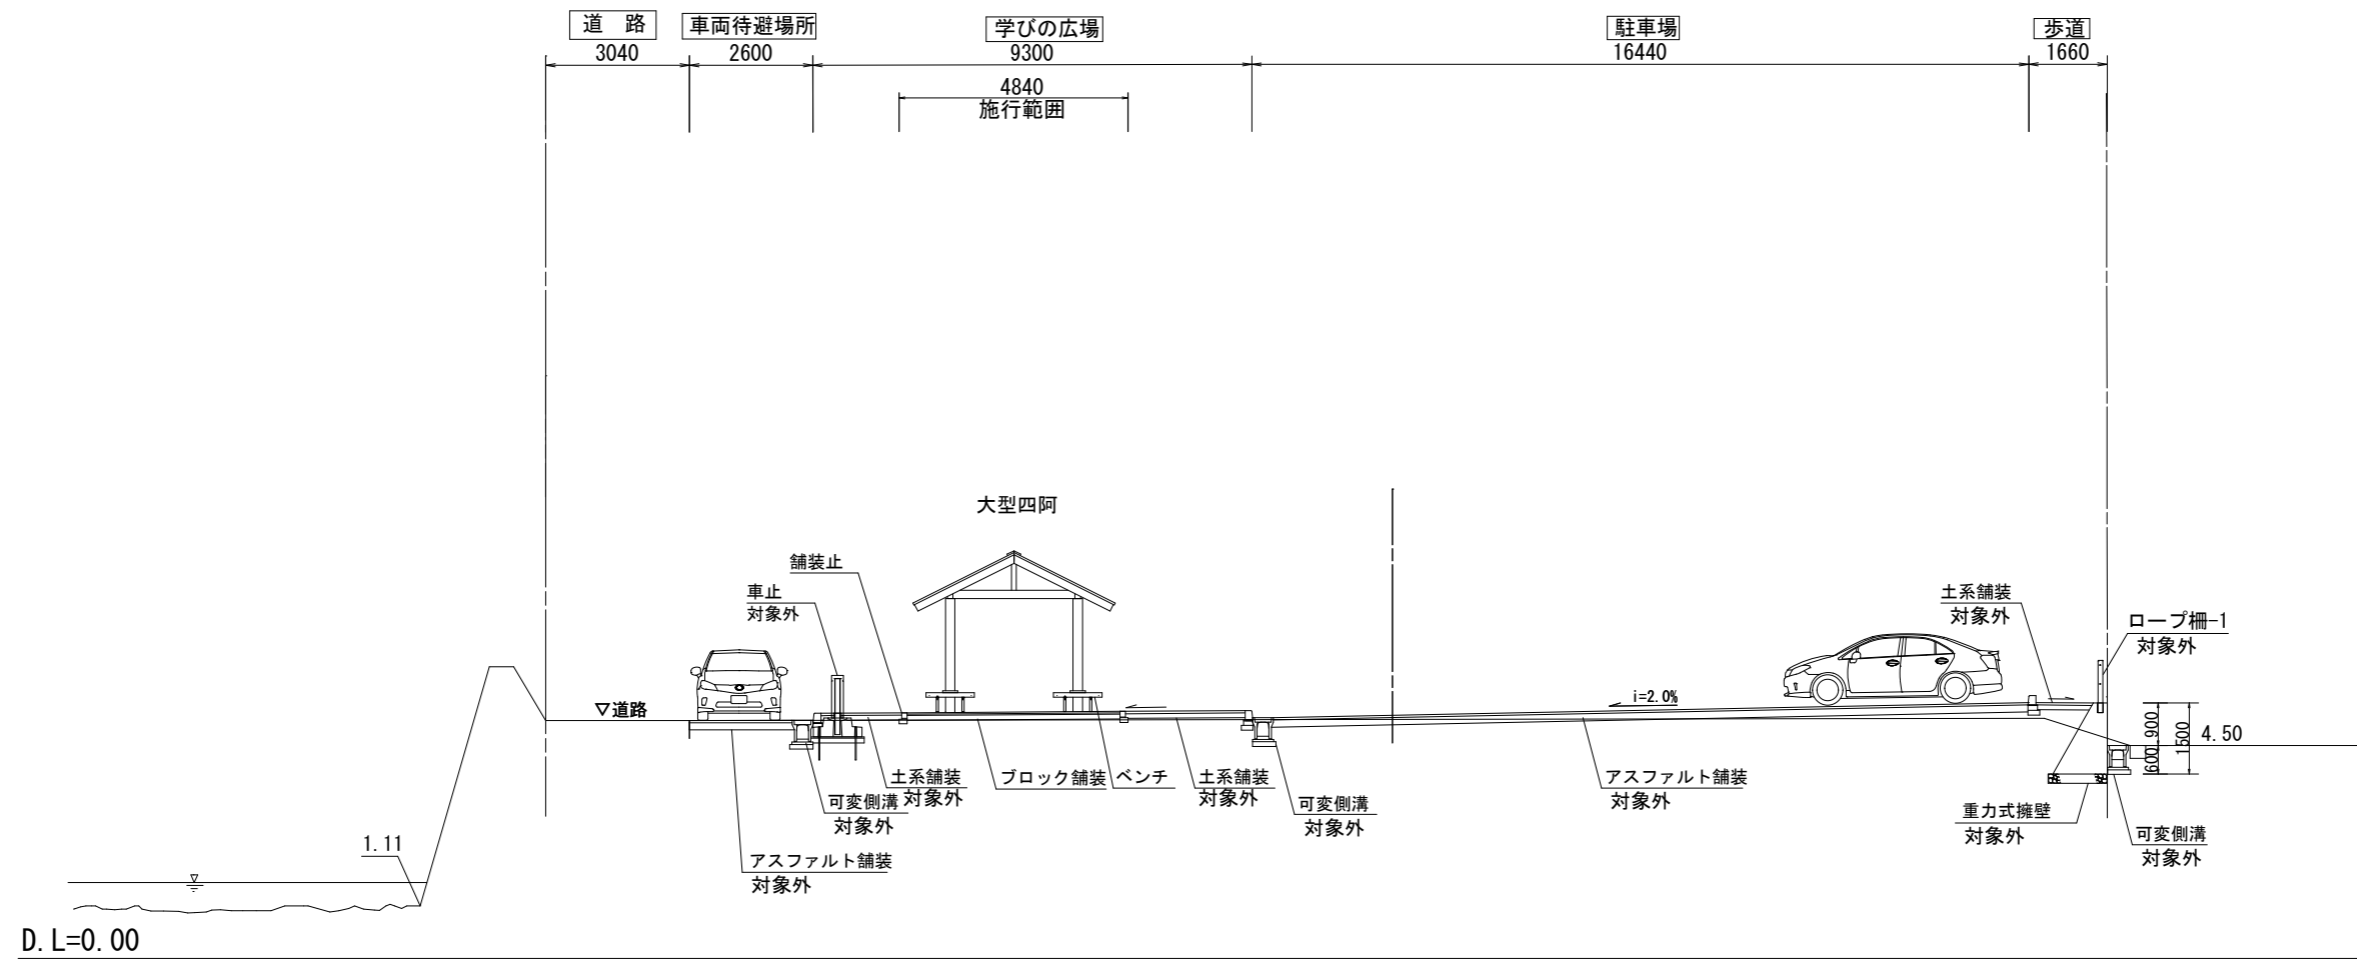 道　路
車両待避場所
学びの広場
駐車場
歩道
3040
2600
9300
16440
1660
4840
施行範囲
大型四阿
舗装止
車止
対象外
土系舗装
対象外
ロープ柵-1
対象外
▽道路
i=2.0%
900
600
1500
4.50
土系舗装
対象外
ブロック舗装
ベンチ
土系舗装
対象外
アスファルト舗装
対象外
可変側溝
対象外
可変側溝
対象外
重力式擁壁
対象外
可変側溝
対象外
アスファルト舗装
対象外
1.11
D.L=0.00